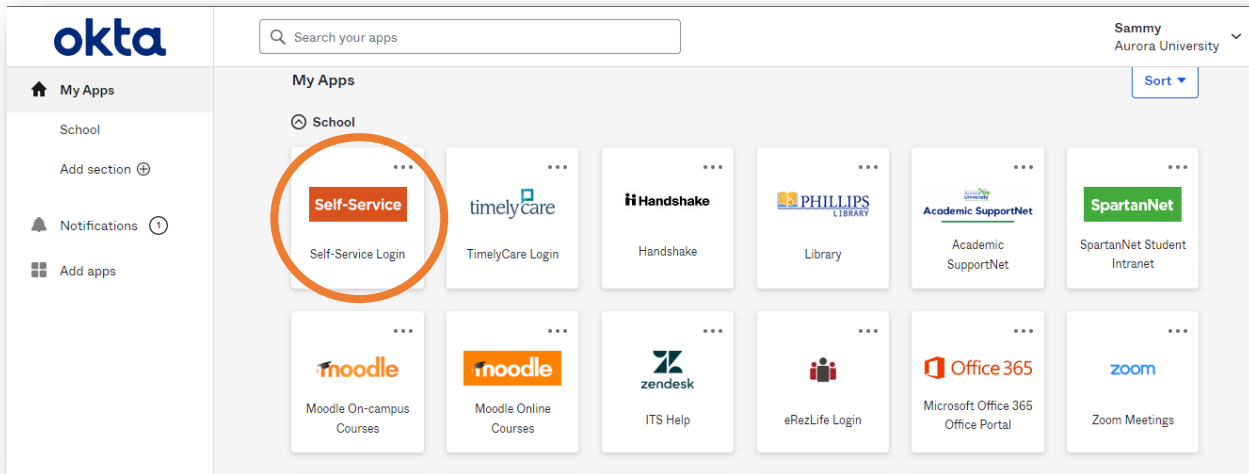 okta
Search your apps
Sammy
Aurora University
My Apps
School
Add section
Notifications 1
Add apps
My Apps
Sort
School
Self-Service
Self-Service Login
timelycare
TimelyCare Login
Handshake
Handshake
PHILLIPS
LIBRARY
Library
Aurora
University
Academic SupportNet
Academic
SupportNet
SpartanNet
SpartanNet Student
Intranet
moodle
Moodle On-campus
Courses
moodle
Moodle Online
Courses
zendesk
ITS Help
eRezLife Login
Office 365
Microsoft Office 365
Office Portal
zoom
Zoom Meetings